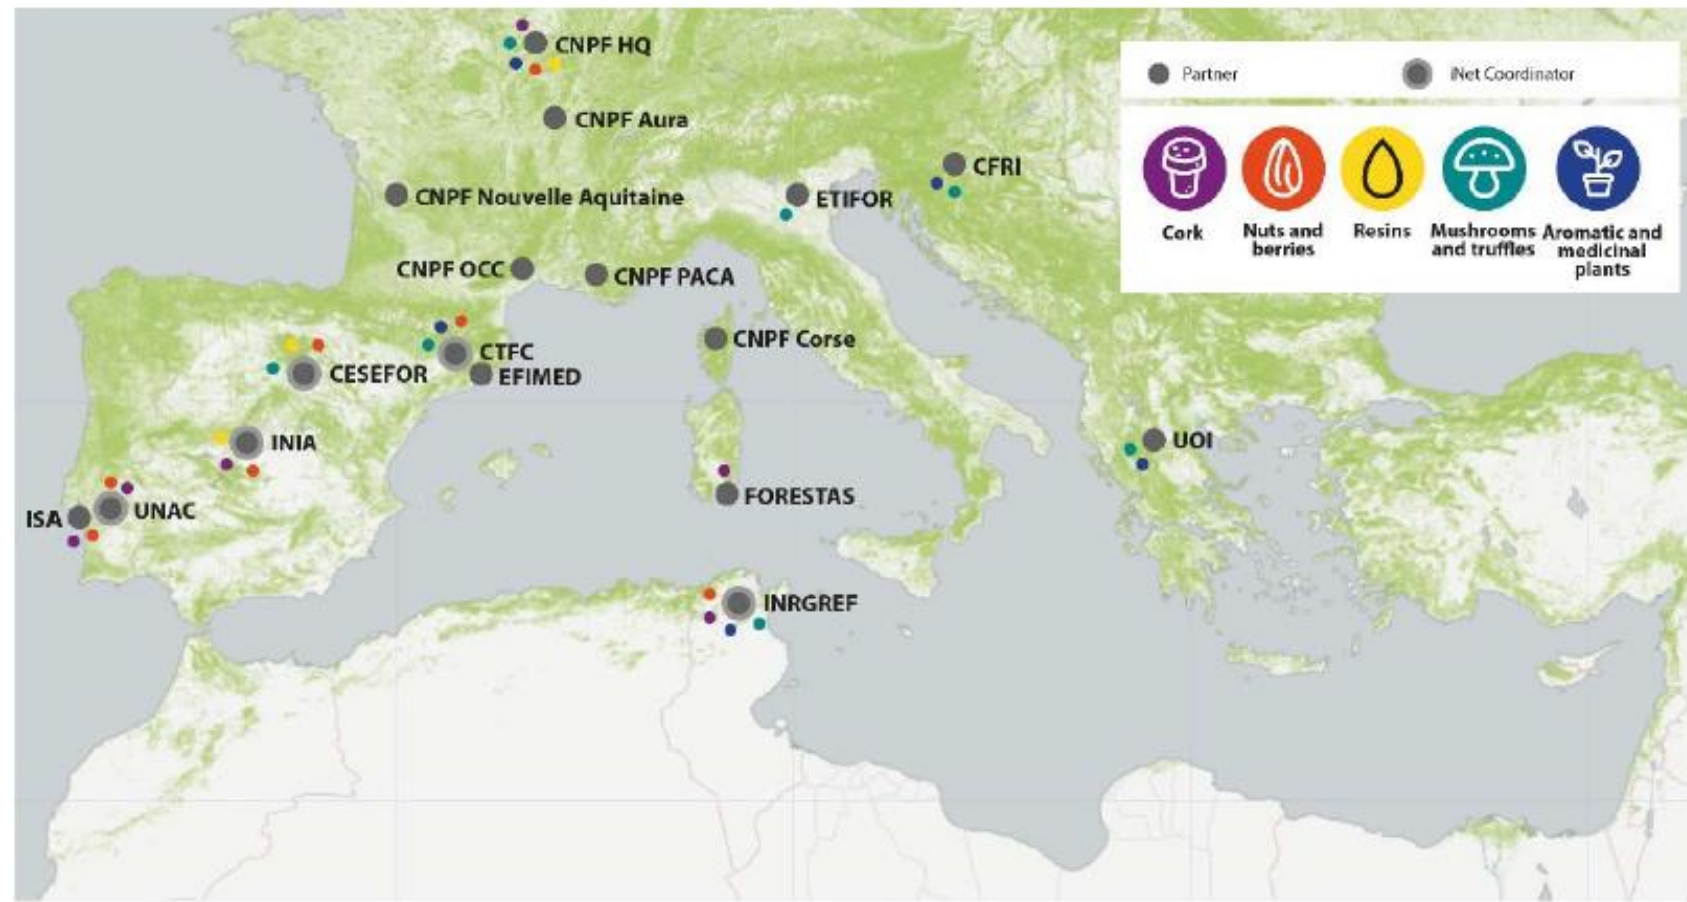 CNPF HQ
Partner
iNet Coordinator
CNPF Aura
CFRI
CNPF Nouvelle Aquitaine
ETIFOR
Cork
Nuts and
berries
Resins
Mushrooms
and truffles
Aromatic and
medicinal
plants
CNPF OCC
CNPF PACA
CNPF Corse
CTFC
CESEFOR
EFIMED
INIA
UOI
FORESTAS
ISA
UNAC
INRGREF